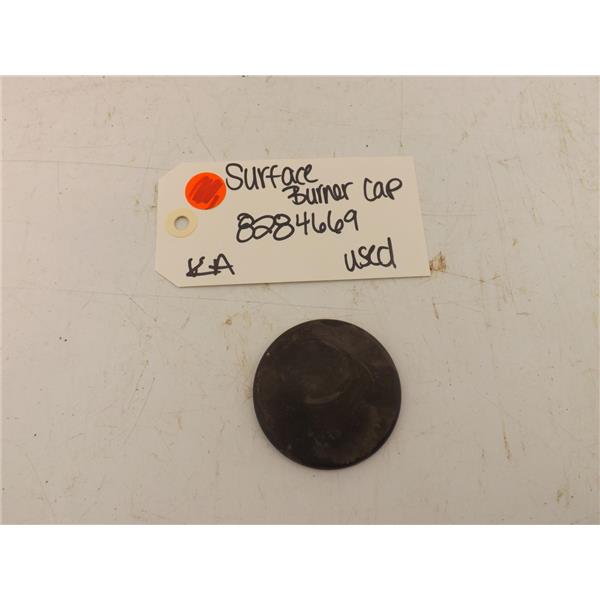 Surface
Burner Cap
8284669
KA used